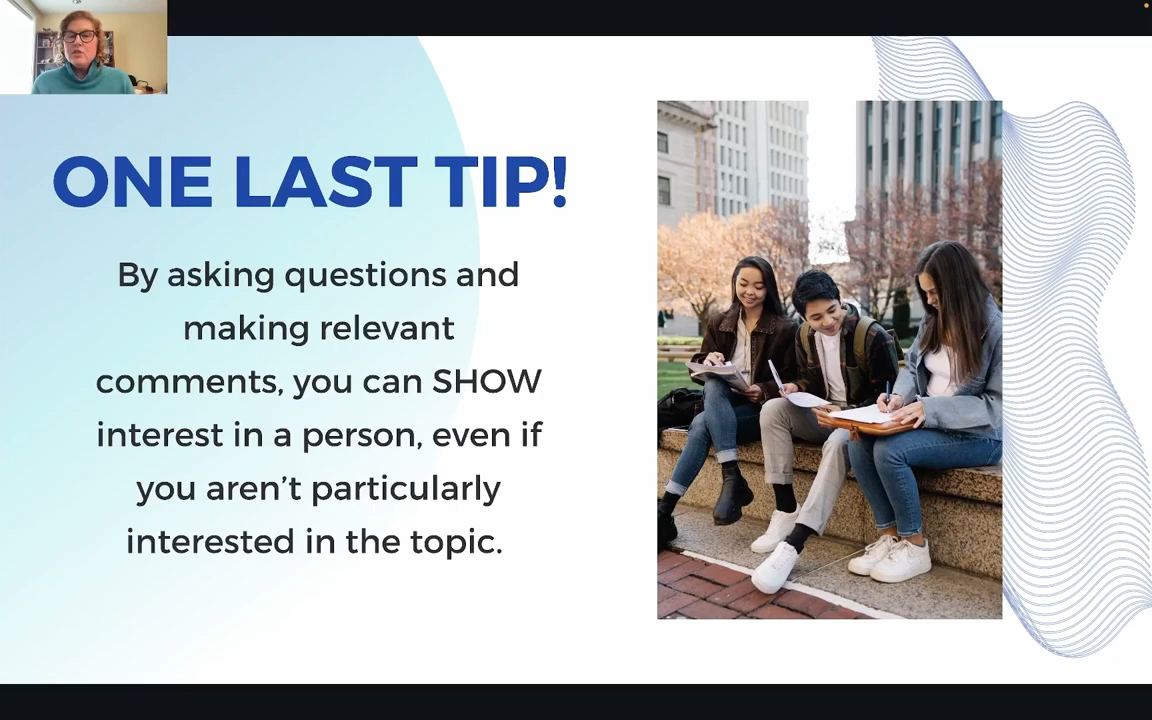 ONE LAST TIP!
By asking questions and
making relevant
comments, you can SHOW
interest in a person, even if
you aren’t particularly
interested in the topic.